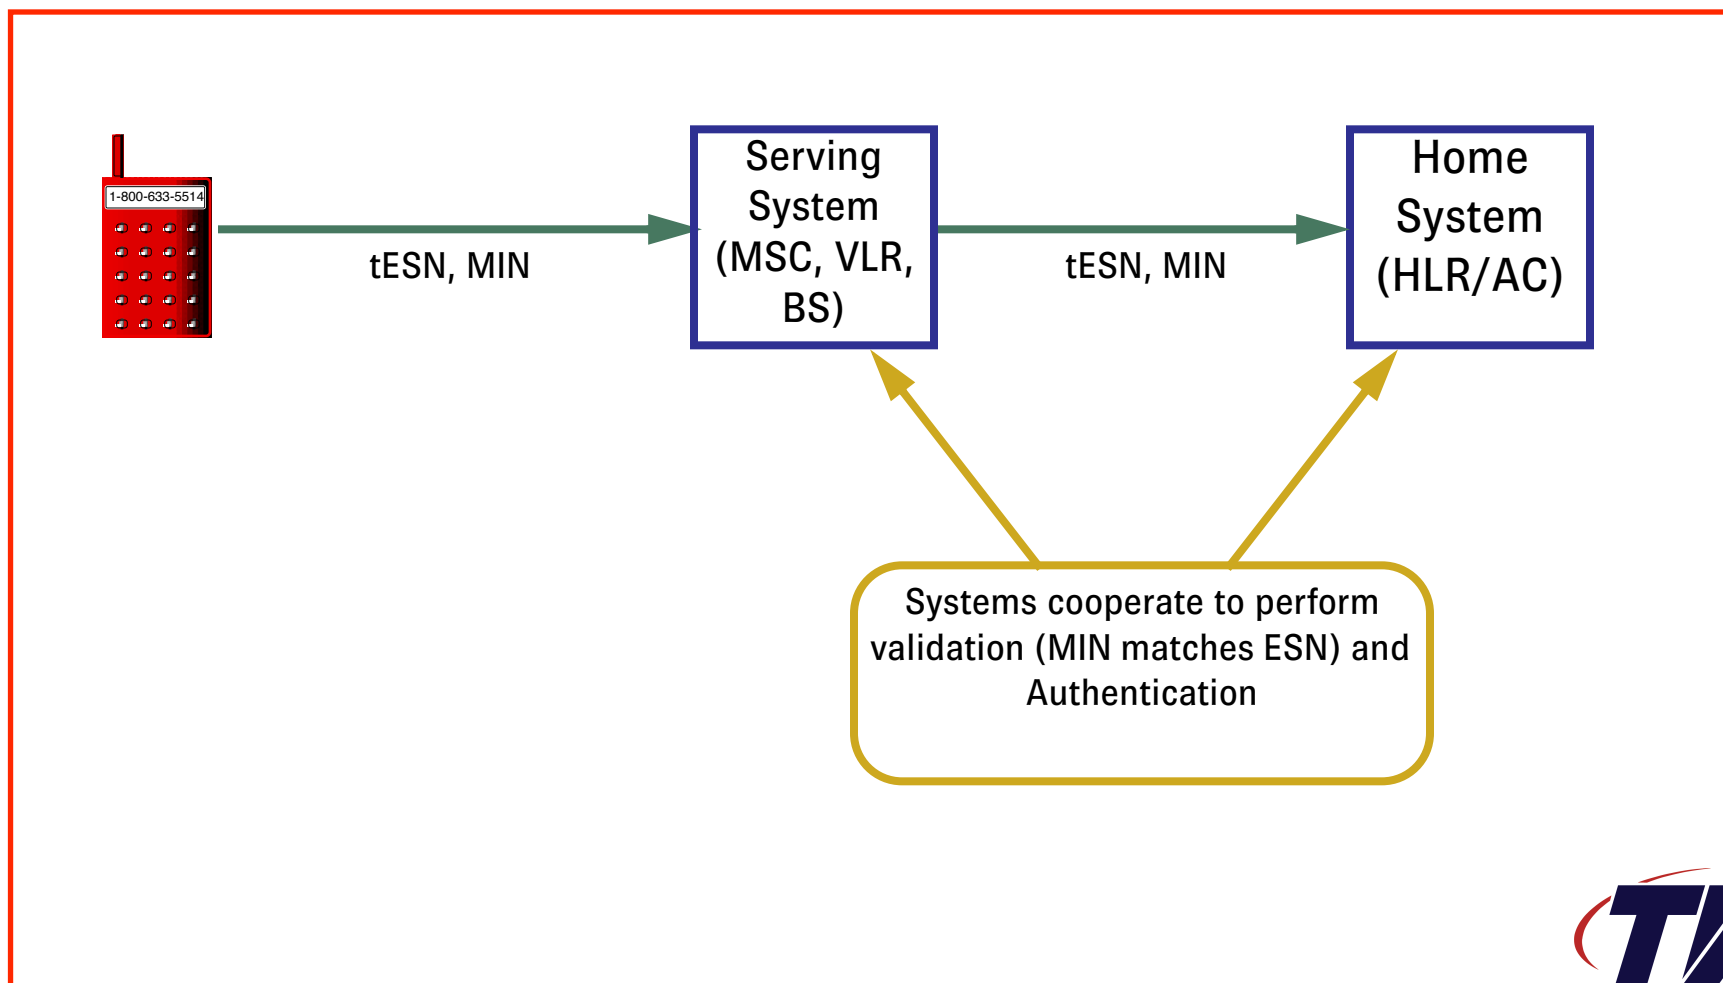 1-800-633-5514
tESN, MIN
Serving
System
(MSC, VLR,
BS)
tESN, MIN
Home
System
(HLR/AC)
Systems cooperate to perform
validation (MIN matches ESN) and
Authentication